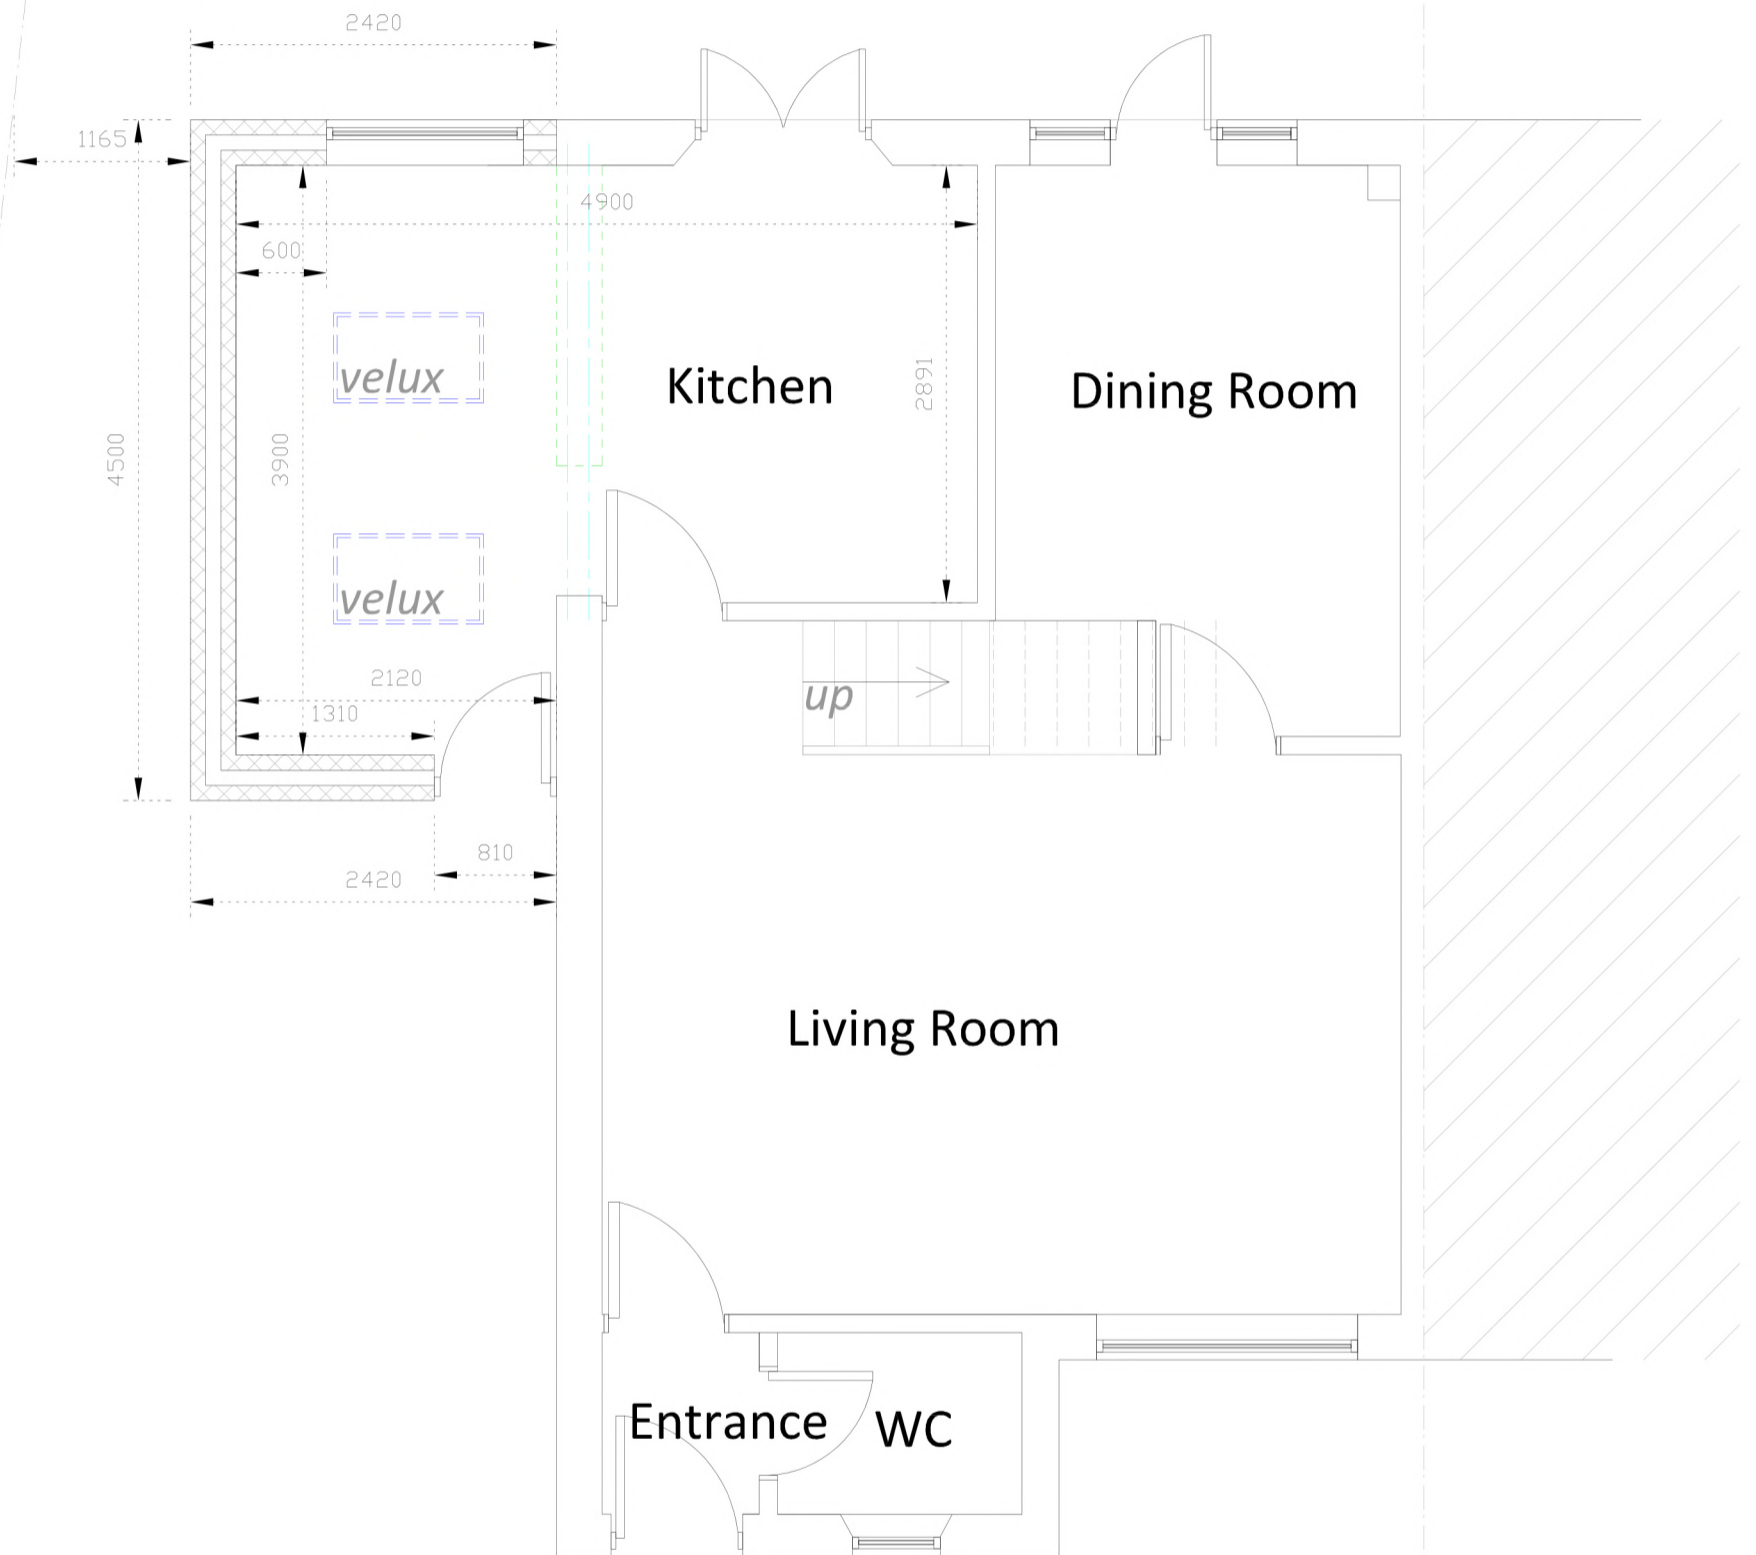 2420
1165
4900
600
velux
Kitchen
2891
Dining Room
4500
3900
velux
2120
1310
up
810
2420
Living Room
Entrance
WC